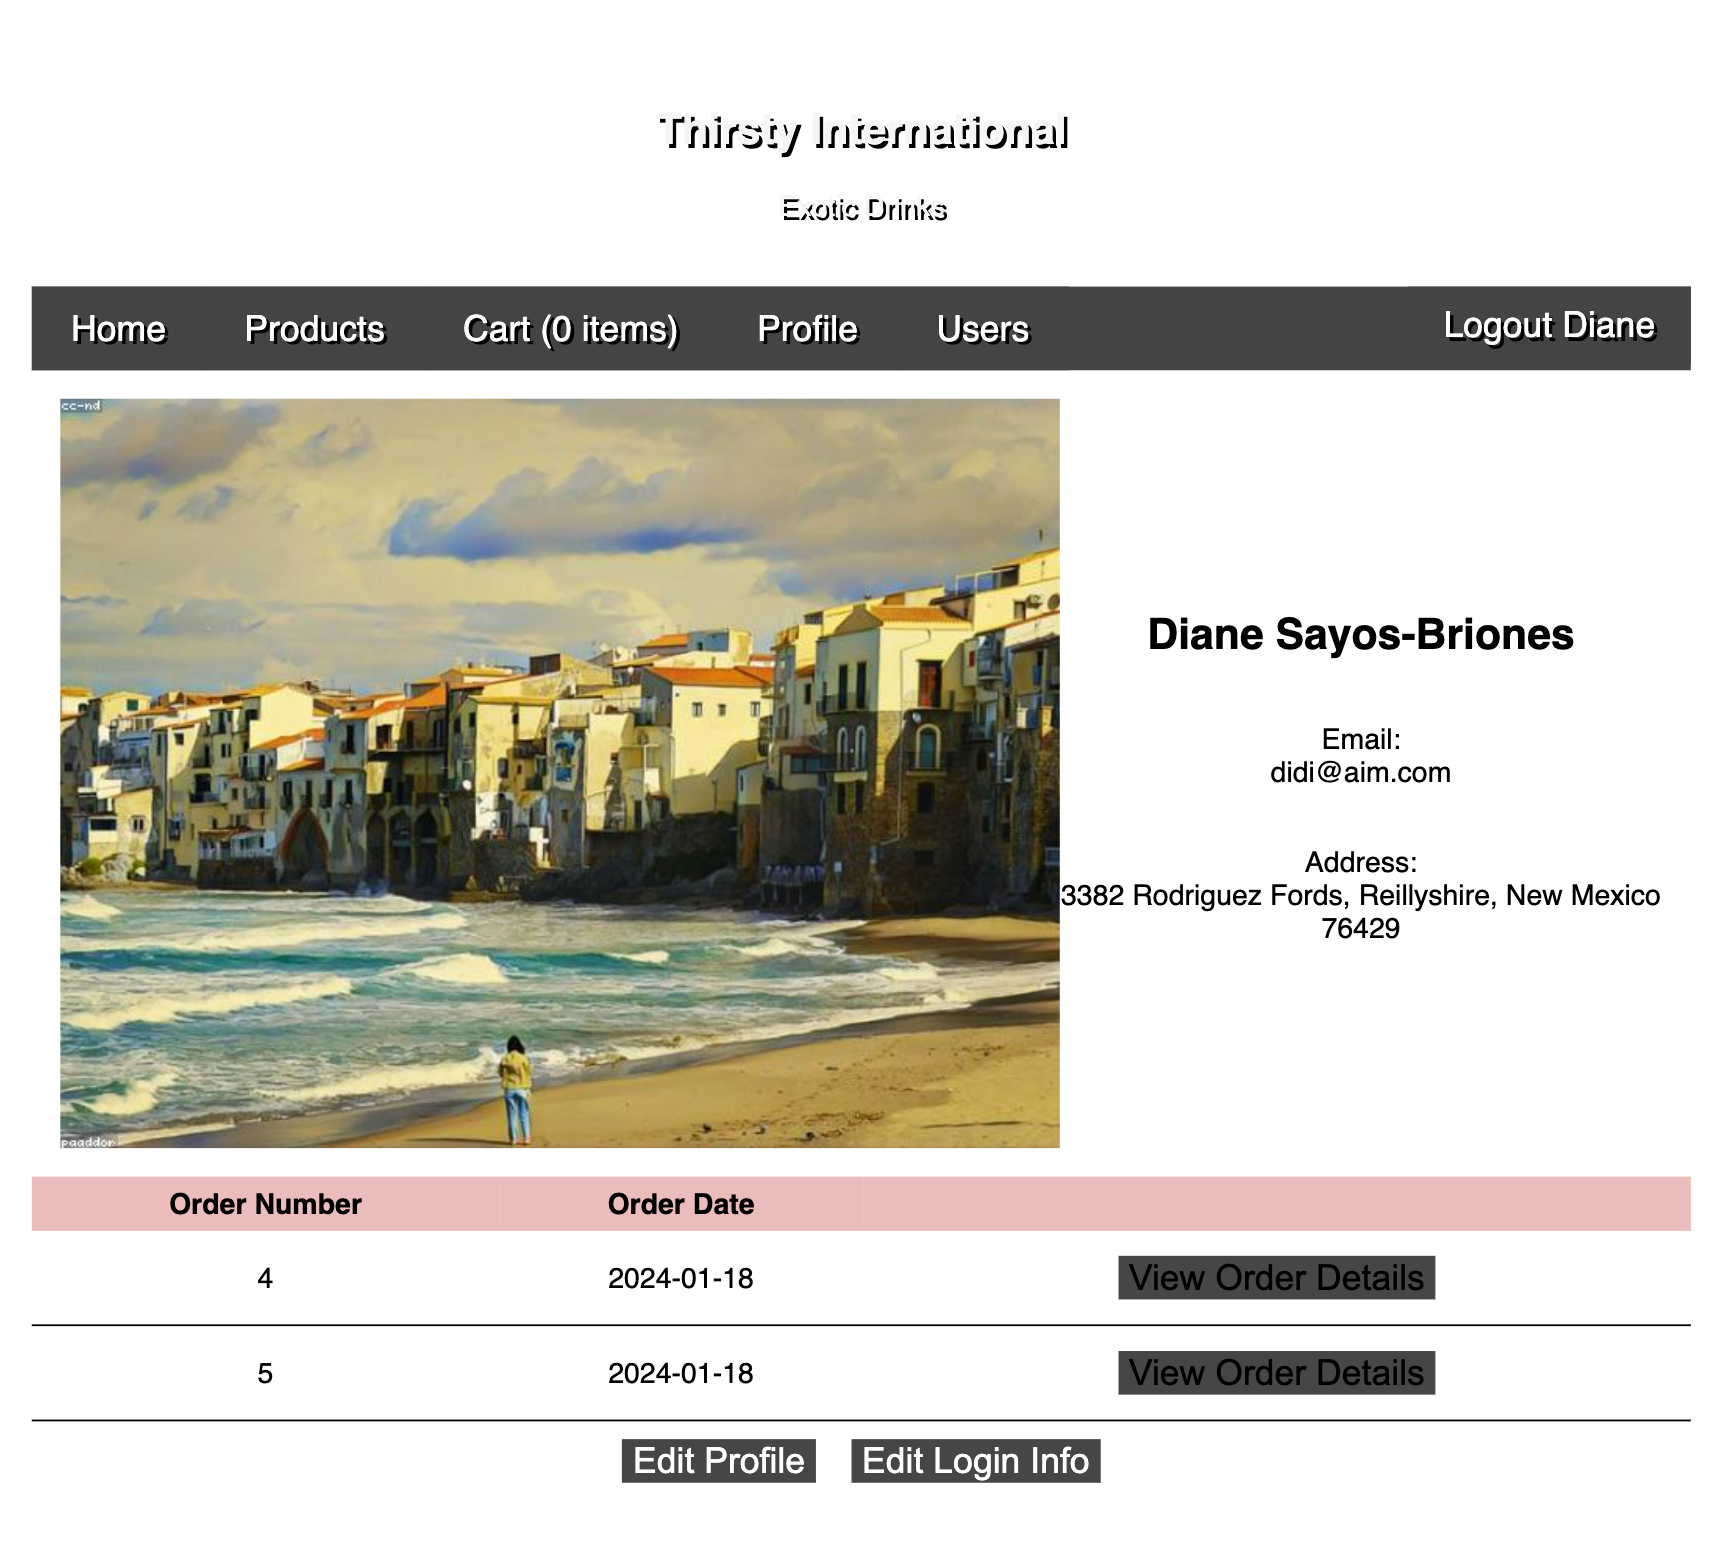 Thirsty International
Exotic Drinks
Home Products Cart (0 items) Profile Users Logout Diane
cc-nd
Diane Sayos-Briones
Email:
didi@aim.com
Address:
3382 Rodriguez Fords, Reillyshire, New Mexico
76429
paaddor
Order Number Order Date
4 2024-01-18 View Order Details
5 2024-01-18 View Order Details
Edit Profile Edit Login Info